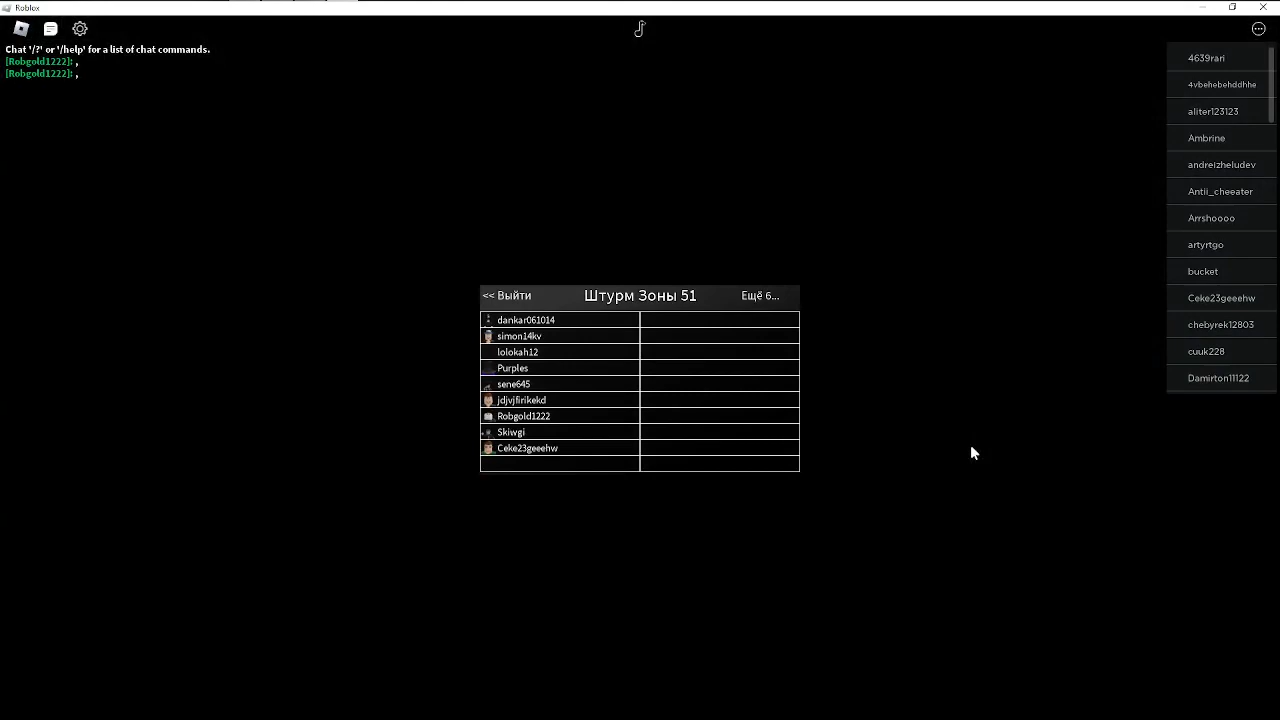 Roblox
Chat '/?' or '/help' for a list of chat commands.
[Robgold1222]: ,
[Robgold1222]: ,
<< Выйти Штурм Зоны 51 Ещё 6...
dankar061014
simon14kv
lolokah12
Purples
sene645
jdjvjfirikekd
Robgold1222
Skiwgi
Ceke23geeehw
4639rari
4vbehebehddhhe
aliter123123
Ambrine
andreizheludev
Antii_cheeater
Arrshoooo
artyrtgo
bucket
Ceke23geeehw
chebyrek12803
cuuk228
Damirton11122